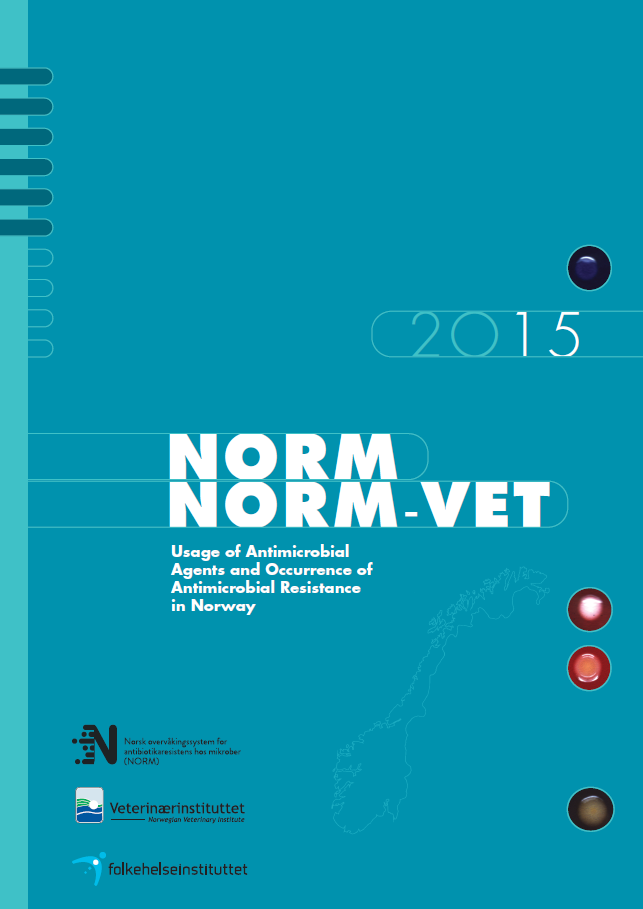 2015
NORM
NORM-VET
Usage of Antimicrobial
Agents and Occurrence of
Antimicrobial Resistance
in Norway
N
Norsk overvåkingssystem for
antibiotikaresistens hos mikrober
(NORM)
Veterinærinstituttet
Norwegian Veterinary Institute
folkehelseinstituttet